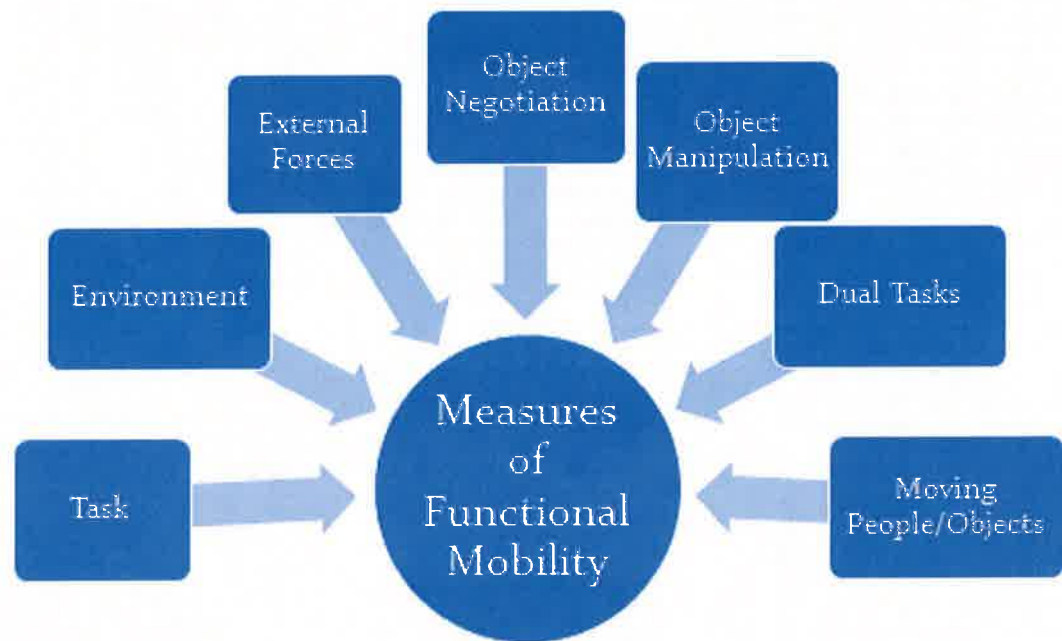 Object
Negotiation
External
Forces
Object
Manipulation
Environment
Dual Tasks
Measures
of
Functional
Mobility
Task
Moving
People/Objects